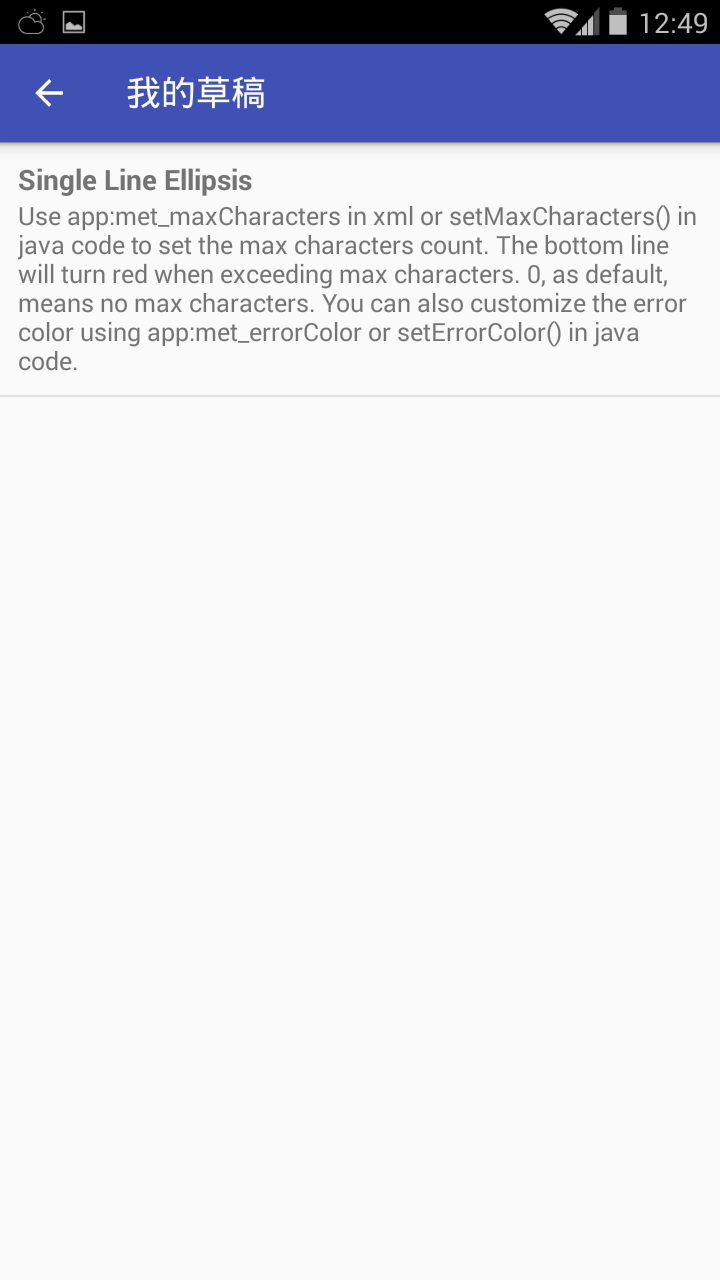 12:49
我的草稿
Single Line Ellipsis
Use app:met_maxCharacters in xml or setMaxCharacters() in
java code to set the max characters count. The bottom line
will turn red when exceeding max characters. 0, as default,
means no max characters. You can also customize the error
color using app:met_errorColor or setErrorColor() in java
code.